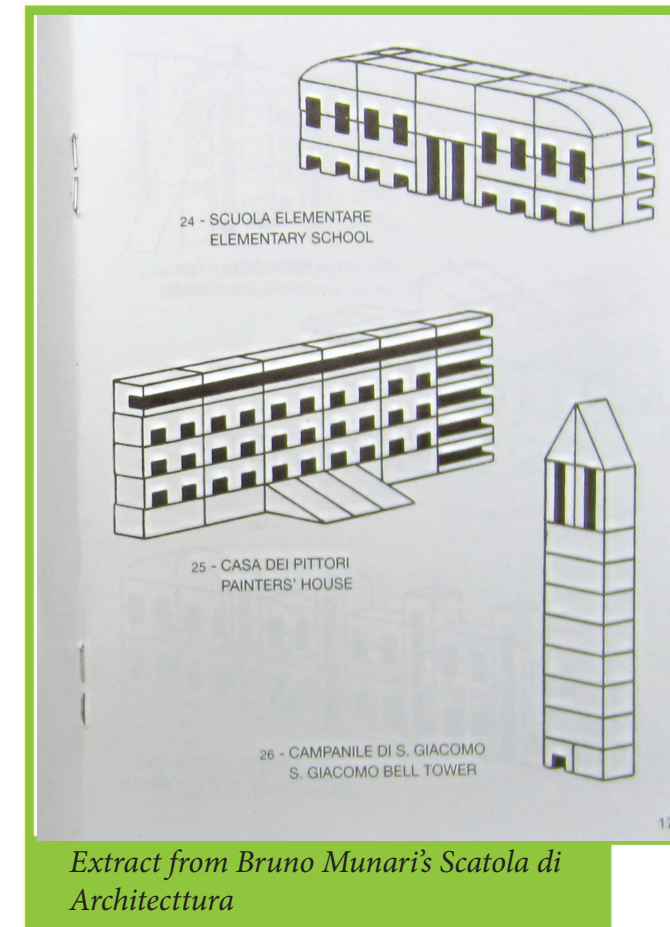 24 - SCUOLA ELEMENTARE
ELEMENTARY SCHOOL
25 - CASA DEI PITTORI
PAINTERS' HOUSE
26 - CAMPANILE DI S. GIACOMO
S. GIACOMO BELL TOWER
Extract from Bruno Munari's Scatola di
Architecttura